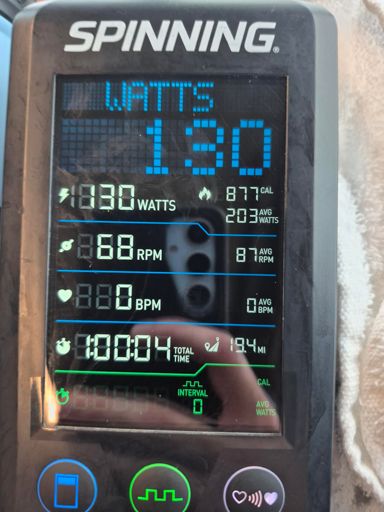 SPINNING®
WATTS
130
130 WATTS
877 CAL
203 AVG WATTS
68 RPM
87 AVG RPM
0 BPM
0 AVG BPM
1:00:04 TOTAL TIME
19.4 MI
INTERVAL
0
CAL
AVG WATTS